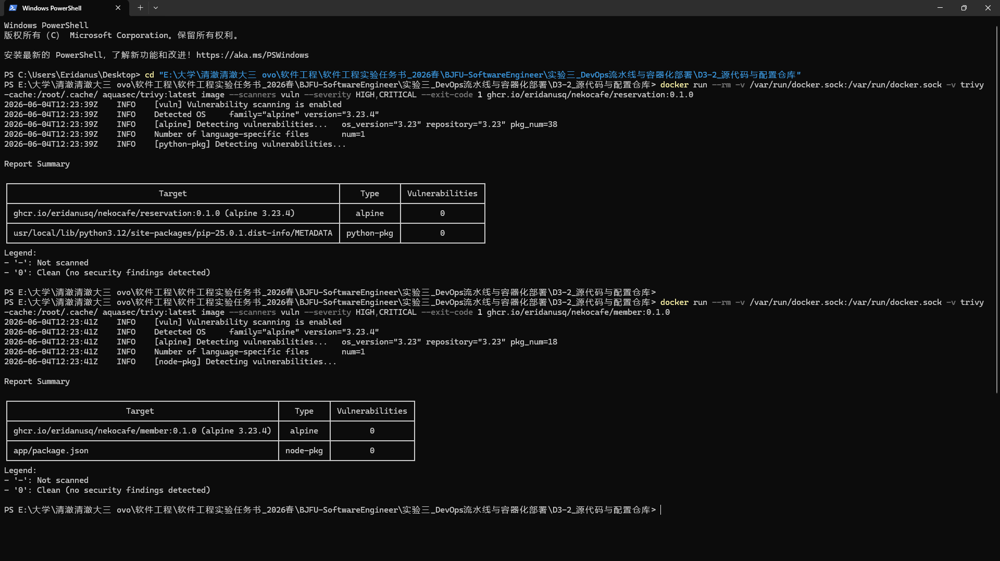 Windows PowerShell
Windows PowerShell
版权所有 (C) Microsoft Corporation。保留所有权利。
安装最新的 PowerShell，了解新功能和改进！https://aka.ms/PSWindows
PS C:\Users\Eridanus\Desktop> cd "E:\大学\清澈清澈大三 ovo\软件工程\软件工程实验任务书_2026春\BJFU-SoftwareEngineer\实验三_DevOps流水线与容器化部署\D3-2_源代码与配置仓库"
PS E:\大学\清澈清澈大三 ovo\软件工程\软件工程实验任务书_2026春\BJFU-SoftwareEngineer\实验三_DevOps流水线与容器化部署\D3-2_源代码与配置仓库> docker run --rm -v /var/run/docker.sock:/var/run/docker.sock -v trivy
-cache:/root/.cache/ aquasec/trivy:latest image --scanners vuln --severity HIGH,CRITICAL --exit-code 1 ghcr.io/eridanusq/nekocafe/reservation:0.1.0
2026-06-04T12:23:39Z INFO [vuln] Vulnerability scanning is enabled
2026-06-04T12:23:39Z INFO Detected OS family="alpine" version="3.23.4"
2026-06-04T12:23:39Z INFO [alpine] Detecting vulnerabilities... os_version="3.23" repository="3.23" pkg_num=38
2026-06-04T12:23:39Z INFO Number of language-specific files num=1
2026-06-04T12:23:39Z INFO [python-pkg] Detecting vulnerabilities...
Report Summary
Target Type Vulnerabilities
ghcr.io/eridanusq/nekocafe/reservation:0.1.0 (alpine 3.23.4) alpine 0
usr/local/lib/python3.12/site-packages/pip-25.0.1.dist-info/METADATA python-pkg 0
Legend:
- '-': Not scanned
- '0': Clean (no security findings detected)
PS E:\大学\清澈清澈大三 ovo\软件工程\软件工程实验任务书_2026春\BJFU-SoftwareEngineer\实验三_DevOps流水线与容器化部署\D3-2_源代码与配置仓库>
PS E:\大学\清澈清澈大三 ovo\软件工程\软件工程实验任务书_2026春\BJFU-SoftwareEngineer\实验三_DevOps流水线与容器化部署\D3-2_源代码与配置仓库> docker run --rm -v /var/run/docker.sock:/var/run/docker.sock -v trivy
-cache:/root/.cache/ aquasec/trivy:latest image --scanners vuln --severity HIGH,CRITICAL --exit-code 1 ghcr.io/eridanusq/nekocafe/member:0.1.0
2026-06-04T12:23:41Z INFO [vuln] Vulnerability scanning is enabled
2026-06-04T12:23:41Z INFO Detected OS family="alpine" version="3.23.4"
2026-06-04T12:23:41Z INFO [alpine] Detecting vulnerabilities... os_version="3.23" repository="3.23" pkg_num=18
2026-06-04T12:23:41Z INFO Number of language-specific files num=1
2026-06-04T12:23:41Z INFO [node-pkg] Detecting vulnerabilities...
Report Summary
Target Type Vulnerabilities
ghcr.io/eridanusq/nekocafe/member:0.1.0 (alpine 3.23.4) alpine 0
app/package.json node-pkg 0
Legend:
- '-': Not scanned
- '0': Clean (no security findings detected)
PS E:\大学\清澈清澈大三 ovo\软件工程\软件工程实验任务书_2026春\BJFU-SoftwareEngineer\实验三_DevOps流水线与容器化部署\D3-2_源代码与配置仓库>